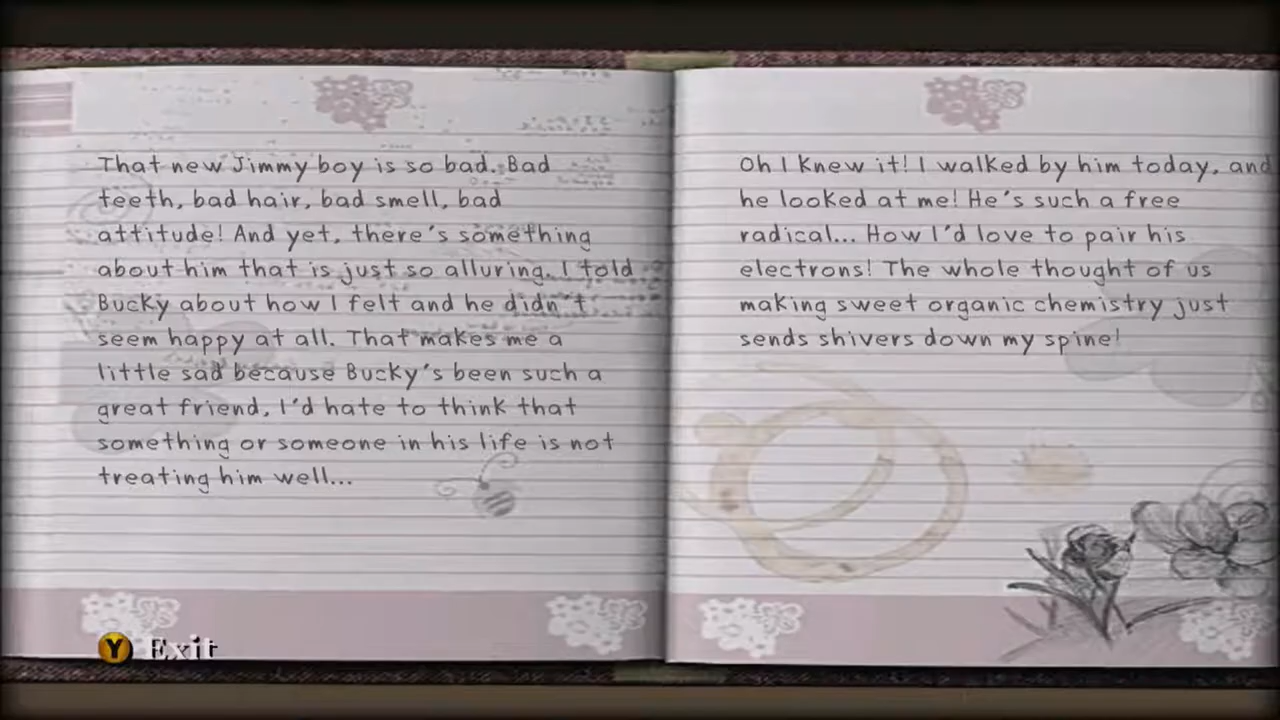 That new Jimmy boy is so bad. Bad
teeth, bad hair, bad smell, bad
attitude! And yet, there's something
about him that is just so alluring. I told
Bucky about how I felt and he didn't
seem happy at all. That makes me a
little sad because Bucky's been such a
great friend, I'd hate to think that
something or someone in his life is not
treating him well...
Oh I knew it! I walked by him today, and
he looked at me! He's such a free
radical... How I'd love to pair his
electrons! The whole thought of us
making sweet organic chemistry just
sends shivers down my spine!
Y Exit